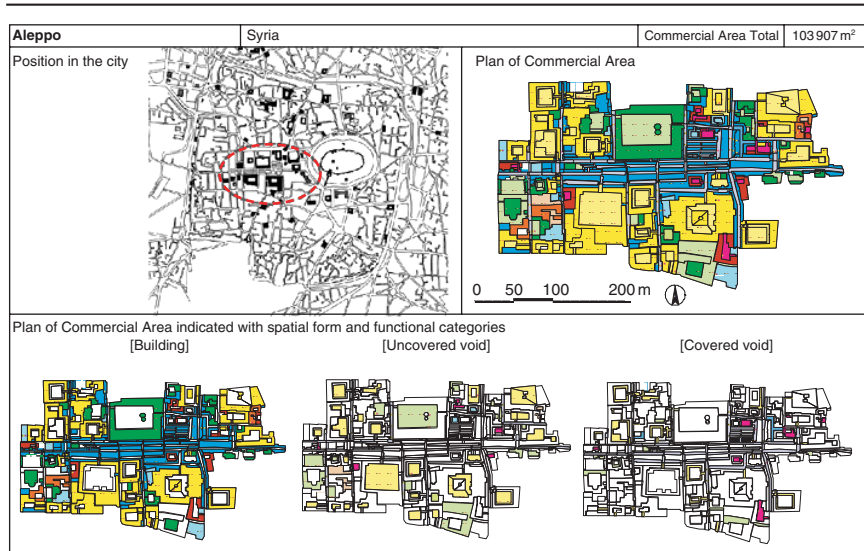 Aleppo
Syria
Commercial Area Total
103 907 m²
Position in the city
Plan of Commercial Area
0 50 100 200 m
Plan of Commercial Area indicated with spatial form and functional categories
[Building]
[Uncovered void]
[Covered void]